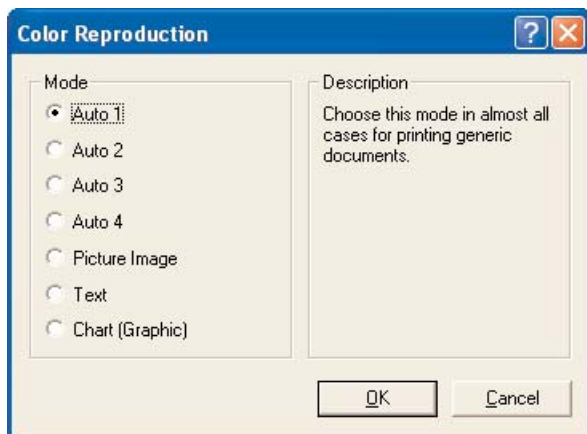 Color Reproduction
?
Mode
Auto 1
Auto 2
Auto 3
Auto 4
Picture Image
Text
Chart (Graphic)
Description
Choose this mode in almost all
cases for printing generic
documents.
OK
Cancel